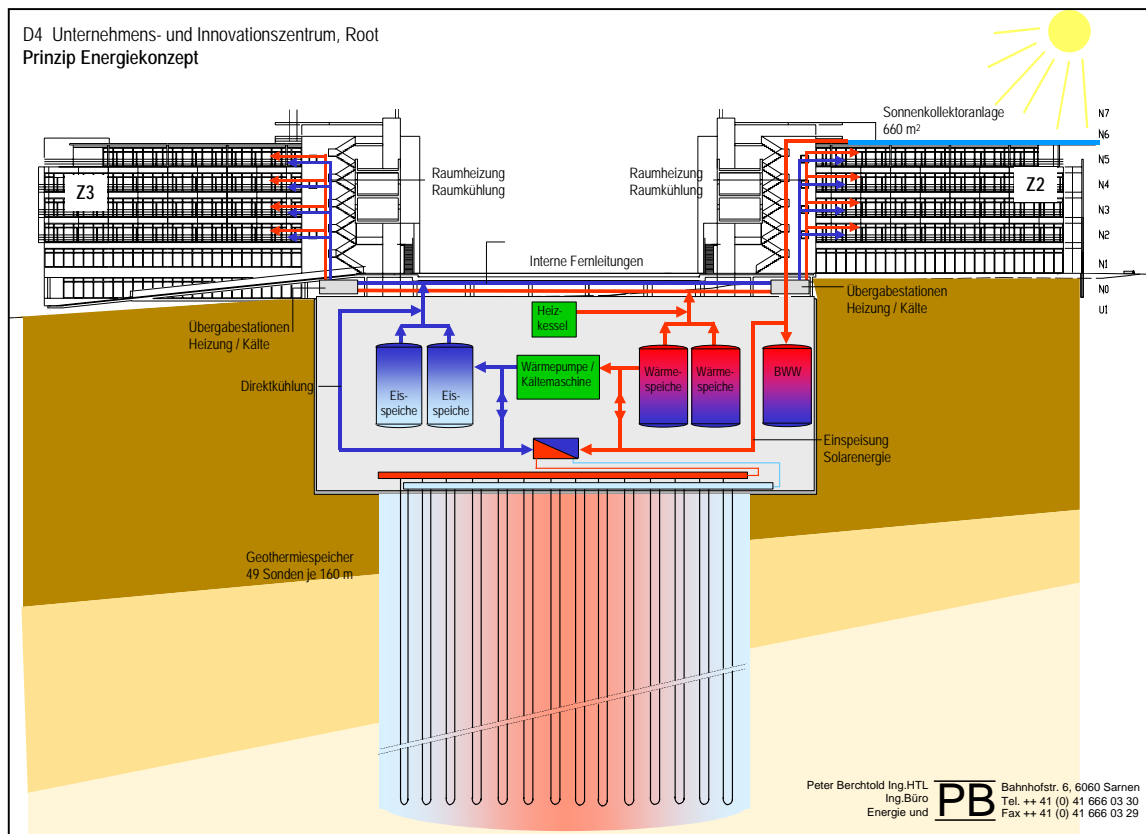 D4 Unternehmens- und Innovationszentrum, Root
Prinzip Energiekonzept
Sonnenkollektoranlage
660 m²
N7
N6
N5
N4
N3
N2
N1
N0
U1
Z3
Raumheizung
Raumkühlung
Raumheizung
Raumkühlung
Z2
Interne Fernleitungen
Übergabestationen
Heizung / Kälte
Übergabestationen
Heizung / Kälte
Heiz-
kessel
Direktkühlung
Eis-
speiche
Eis-
speiche
Wärmepumpe /
Kältemaschine
Wärme-
speiche
Wärme-
speiche
BWW
Einspeisung
Solarenergie
Geothermiespeicher
49 Sonden je 160 m
Peter Berchtold Ing.HTL
Ing.Büro
Energie und
PB
Bahnhofstr. 6, 6060 Sarnen
Tel. ++ 41 (0) 41 666 03 30
Fax ++ 41 (0) 41 666 03 29